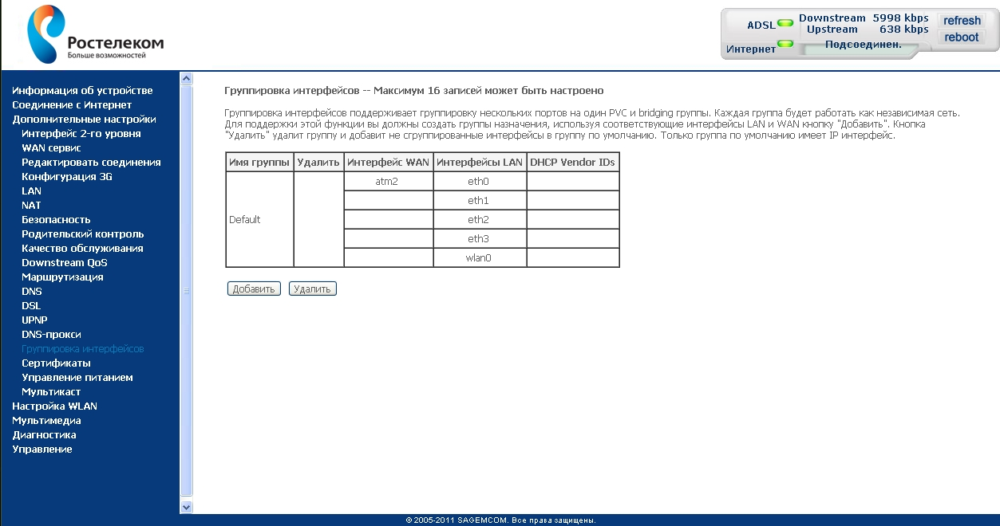 Ростелеком
Больше возможностей
ADSL
Downstream 5998 kbps
Upstream 638 kbps
Интернет
Подсоединен.
refresh
reboot
Информация об устройстве
Соединение с Интернет
Дополнительные настройки
Интерфейс 2-го уровня
WAN сервис
Редактировать соединения
Конфигурация 3G
LAN
NAT
Безопасность
Родительский контроль
Качество обслуживания
Downstream QoS
Маршрутизация
DNS
DSL
UPNP
DNS-прокси
Группировка интерфейсов
Сертификаты
Управление питанием
Мультикаст
Настройка WLAN
Мультимедиа
Диагностика
Управление
Группировка интерфейсов -- Максимум 16 записей может быть настроено
Группировка интерфейсов поддерживает группировку нескольких портов на один PVC и bridging группы. Каждая группа будет работать как независимая сеть.
Для поддержки этой функции вы должны создать группы назначения, используя соответствующие интерфейсы LAN и WAN кнопку "Добавить". Кнопка
"Удалить" удалит группу и добавит не сгруппированные интерфейсы в группу по умолчанию. Только группа по умолчанию имеет IP интерфейс.
Имя группы Удалить Интерфейс WAN Интерфейсы LAN DHCP Vendor IDs
Default
atm2 eth0
eth1
eth2
eth3
wlan0
Добавить Удалить
© 2005-2011 SAGEMCOM. Все права защищены.